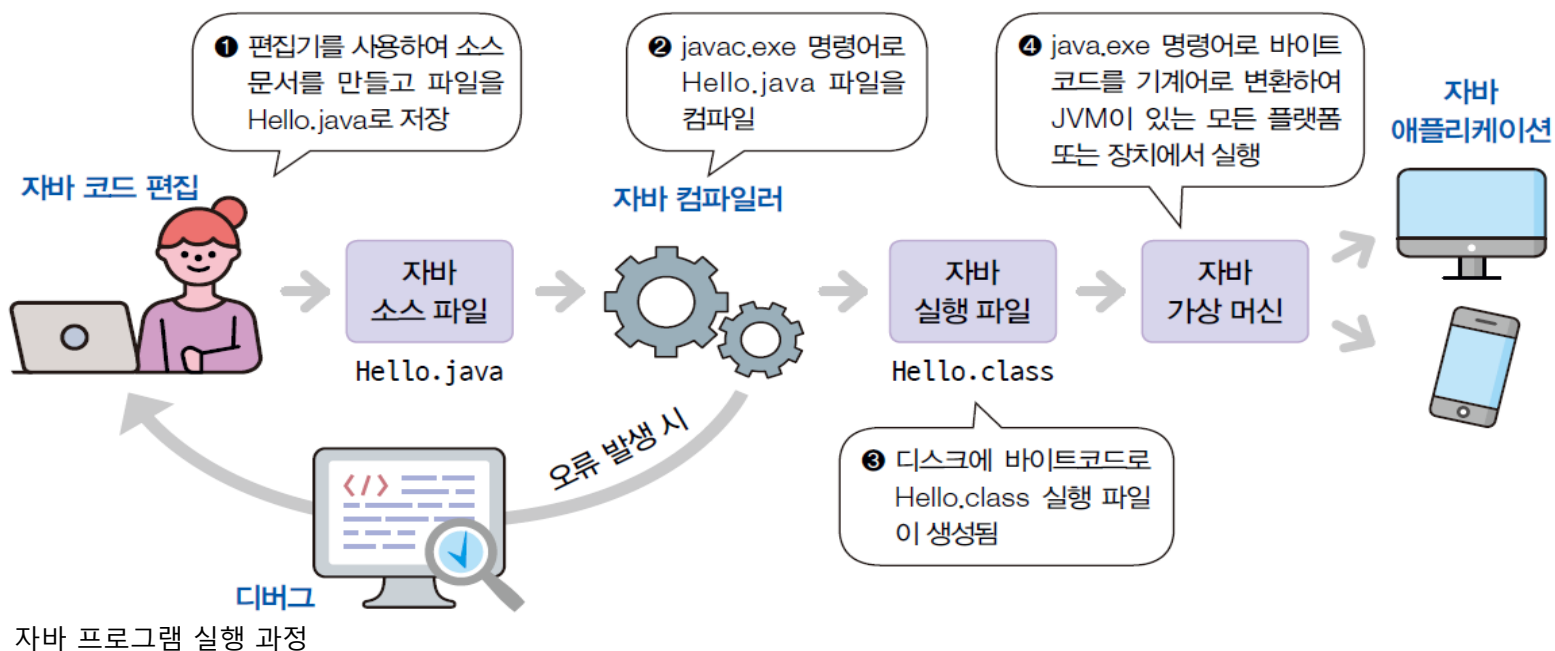 ❶ 편집기를 사용하여 소스
문서를 만들고 파일을
Hello.java로 저장
❷ javac.exe 명령어로
Hello.java 파일을
컴파일
❹ java.exe 명령어로 바이트
코드를 기계어로 변환하여
JVM이 있는 모든 플랫폼
또는 장치에서 실행
자바
애플리케이션
자바 코드 편집
자바 컴파일러
자바
소스 파일
Hello.java
자바
실행 파일
Hello.class
자바
가상 머신
오류 발생 시
❸ 디스크에 바이트코드로
Hello.class 실행 파일
이 생성됨
</>
디버그
자바 프로그램 실행 과정